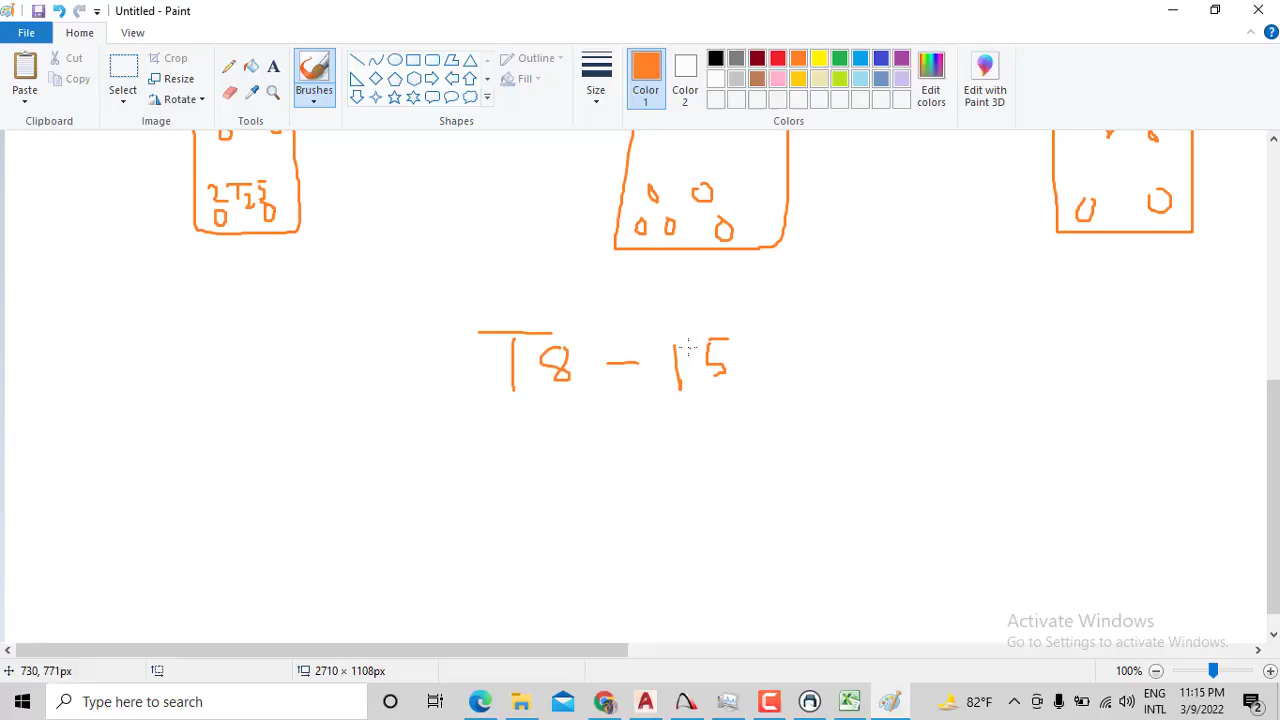 Untitled - Paint
File
Home
View
Paste
Cut
Copy
Clipboard
Select
Crop
Resize
Rotate
Image
Tools
Brushes
Outline
Fill
Shapes
Size
Color 1
Color 2
Edit colors
Edit with Paint 3D
Colors
2T25
T8 - 15
Activate Windows
Go to Settings to activate Windows.
730, 771px
2710 × 1108px
100%
Type here to search
82°F
ENG
INTL
11:15 PM
3/9/2022
2